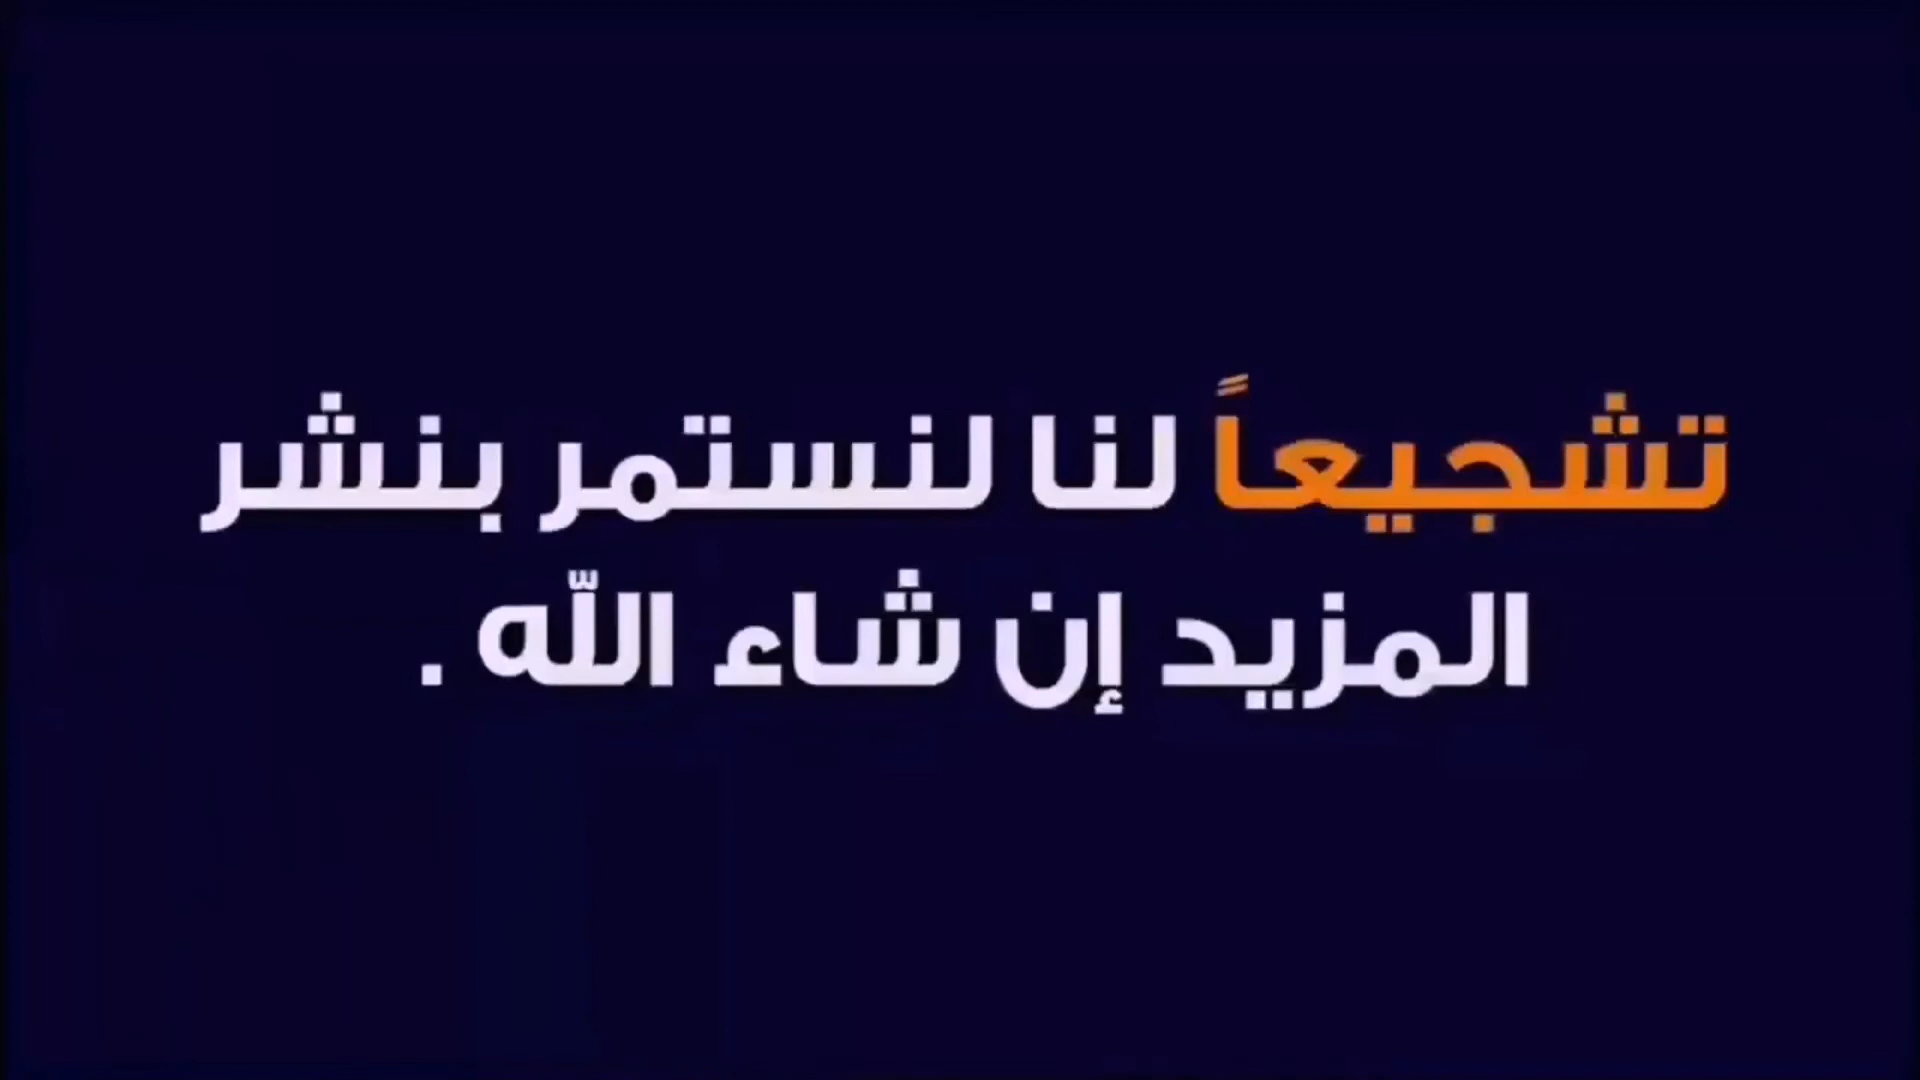 تشجيعاً لنا لنستمر بنشر
المزيد إن شاء اللّه .